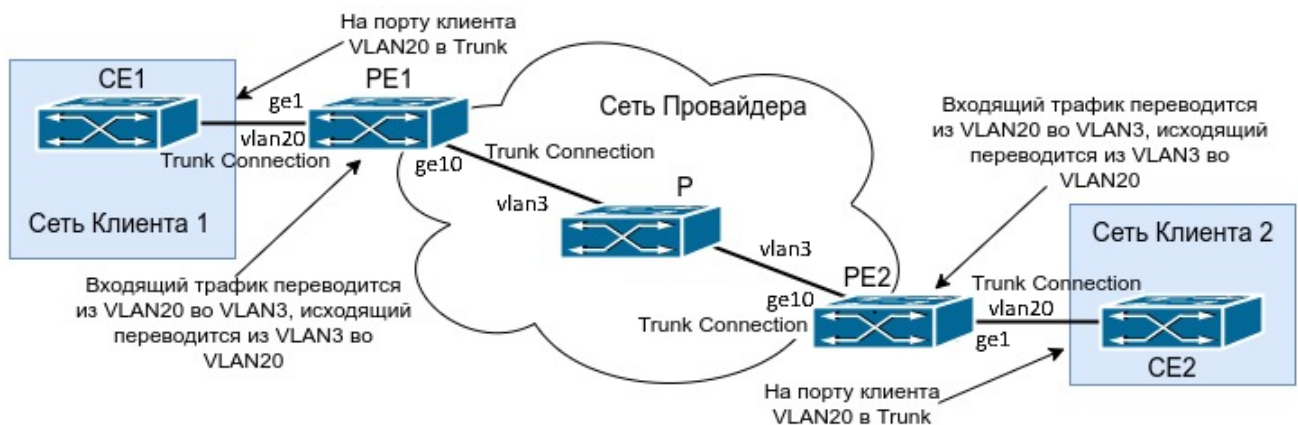 На порту клиента
VLAN20 в Trunk
CE1
PE1
ge1
vlan20
Trunk Connection
Сеть Клиента 1
ge10
Trunk Connection
vlan3
Сеть Провайдера
P
vlan3
Входящий трафик переводится
из VLAN20 во VLAN3, исходящий
переводится из VLAN3 во
VLAN20
Входящий трафик переводится
из VLAN20 во VLAN3, исходящий
переводится из VLAN3 во
VLAN20
PE2
ge10
Trunk Connection
Trunk Connection
vlan20
ge1
Сеть Клиента 2
CE2
На порту клиента
VLAN20 в Trunk